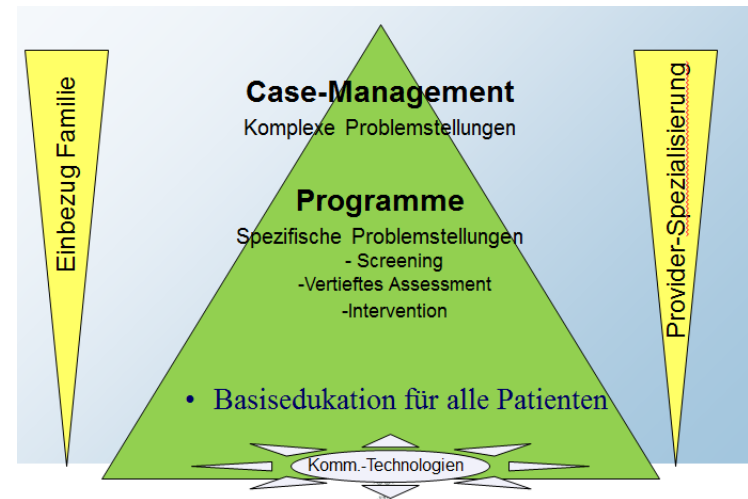 Einbezug Familie
Case-Management
Komplexe Problemstellungen
Programme
Spezifische Problemstellungen
- Screening
-Vertieftes Assessment
-Intervention
• Basisedukation für alle Patienten
Komm.-Technologien
Provider-Spezialisierung